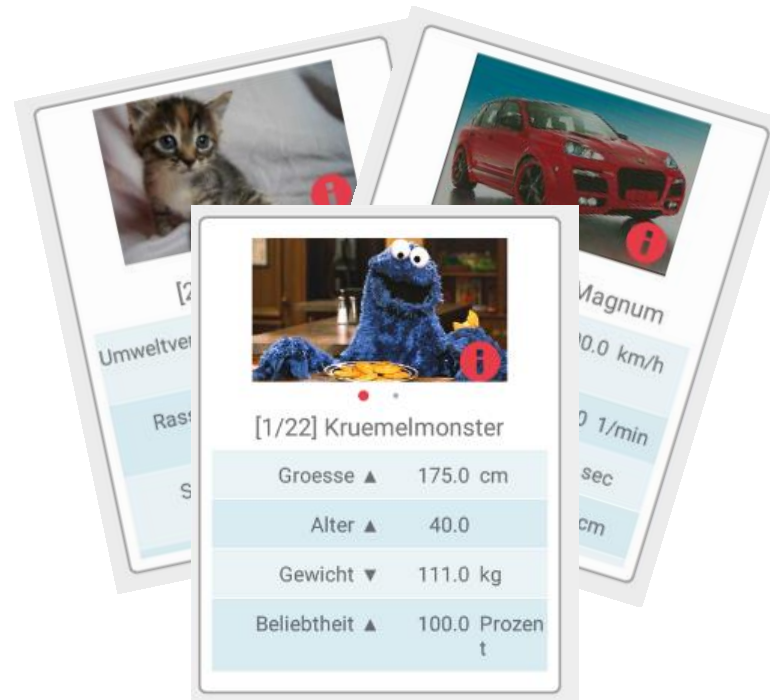 [2
Umweltver
Rass
S
Magnum
0.0 km/h
0 1/min
sec
cm
[1/22] Kruemelmonster
Groesse ▲ 175.0 cm
Alter ▲ 40.0
Gewicht ▼ 111.0 kg
Beliebtheit ▲ 100.0 Prozen
t